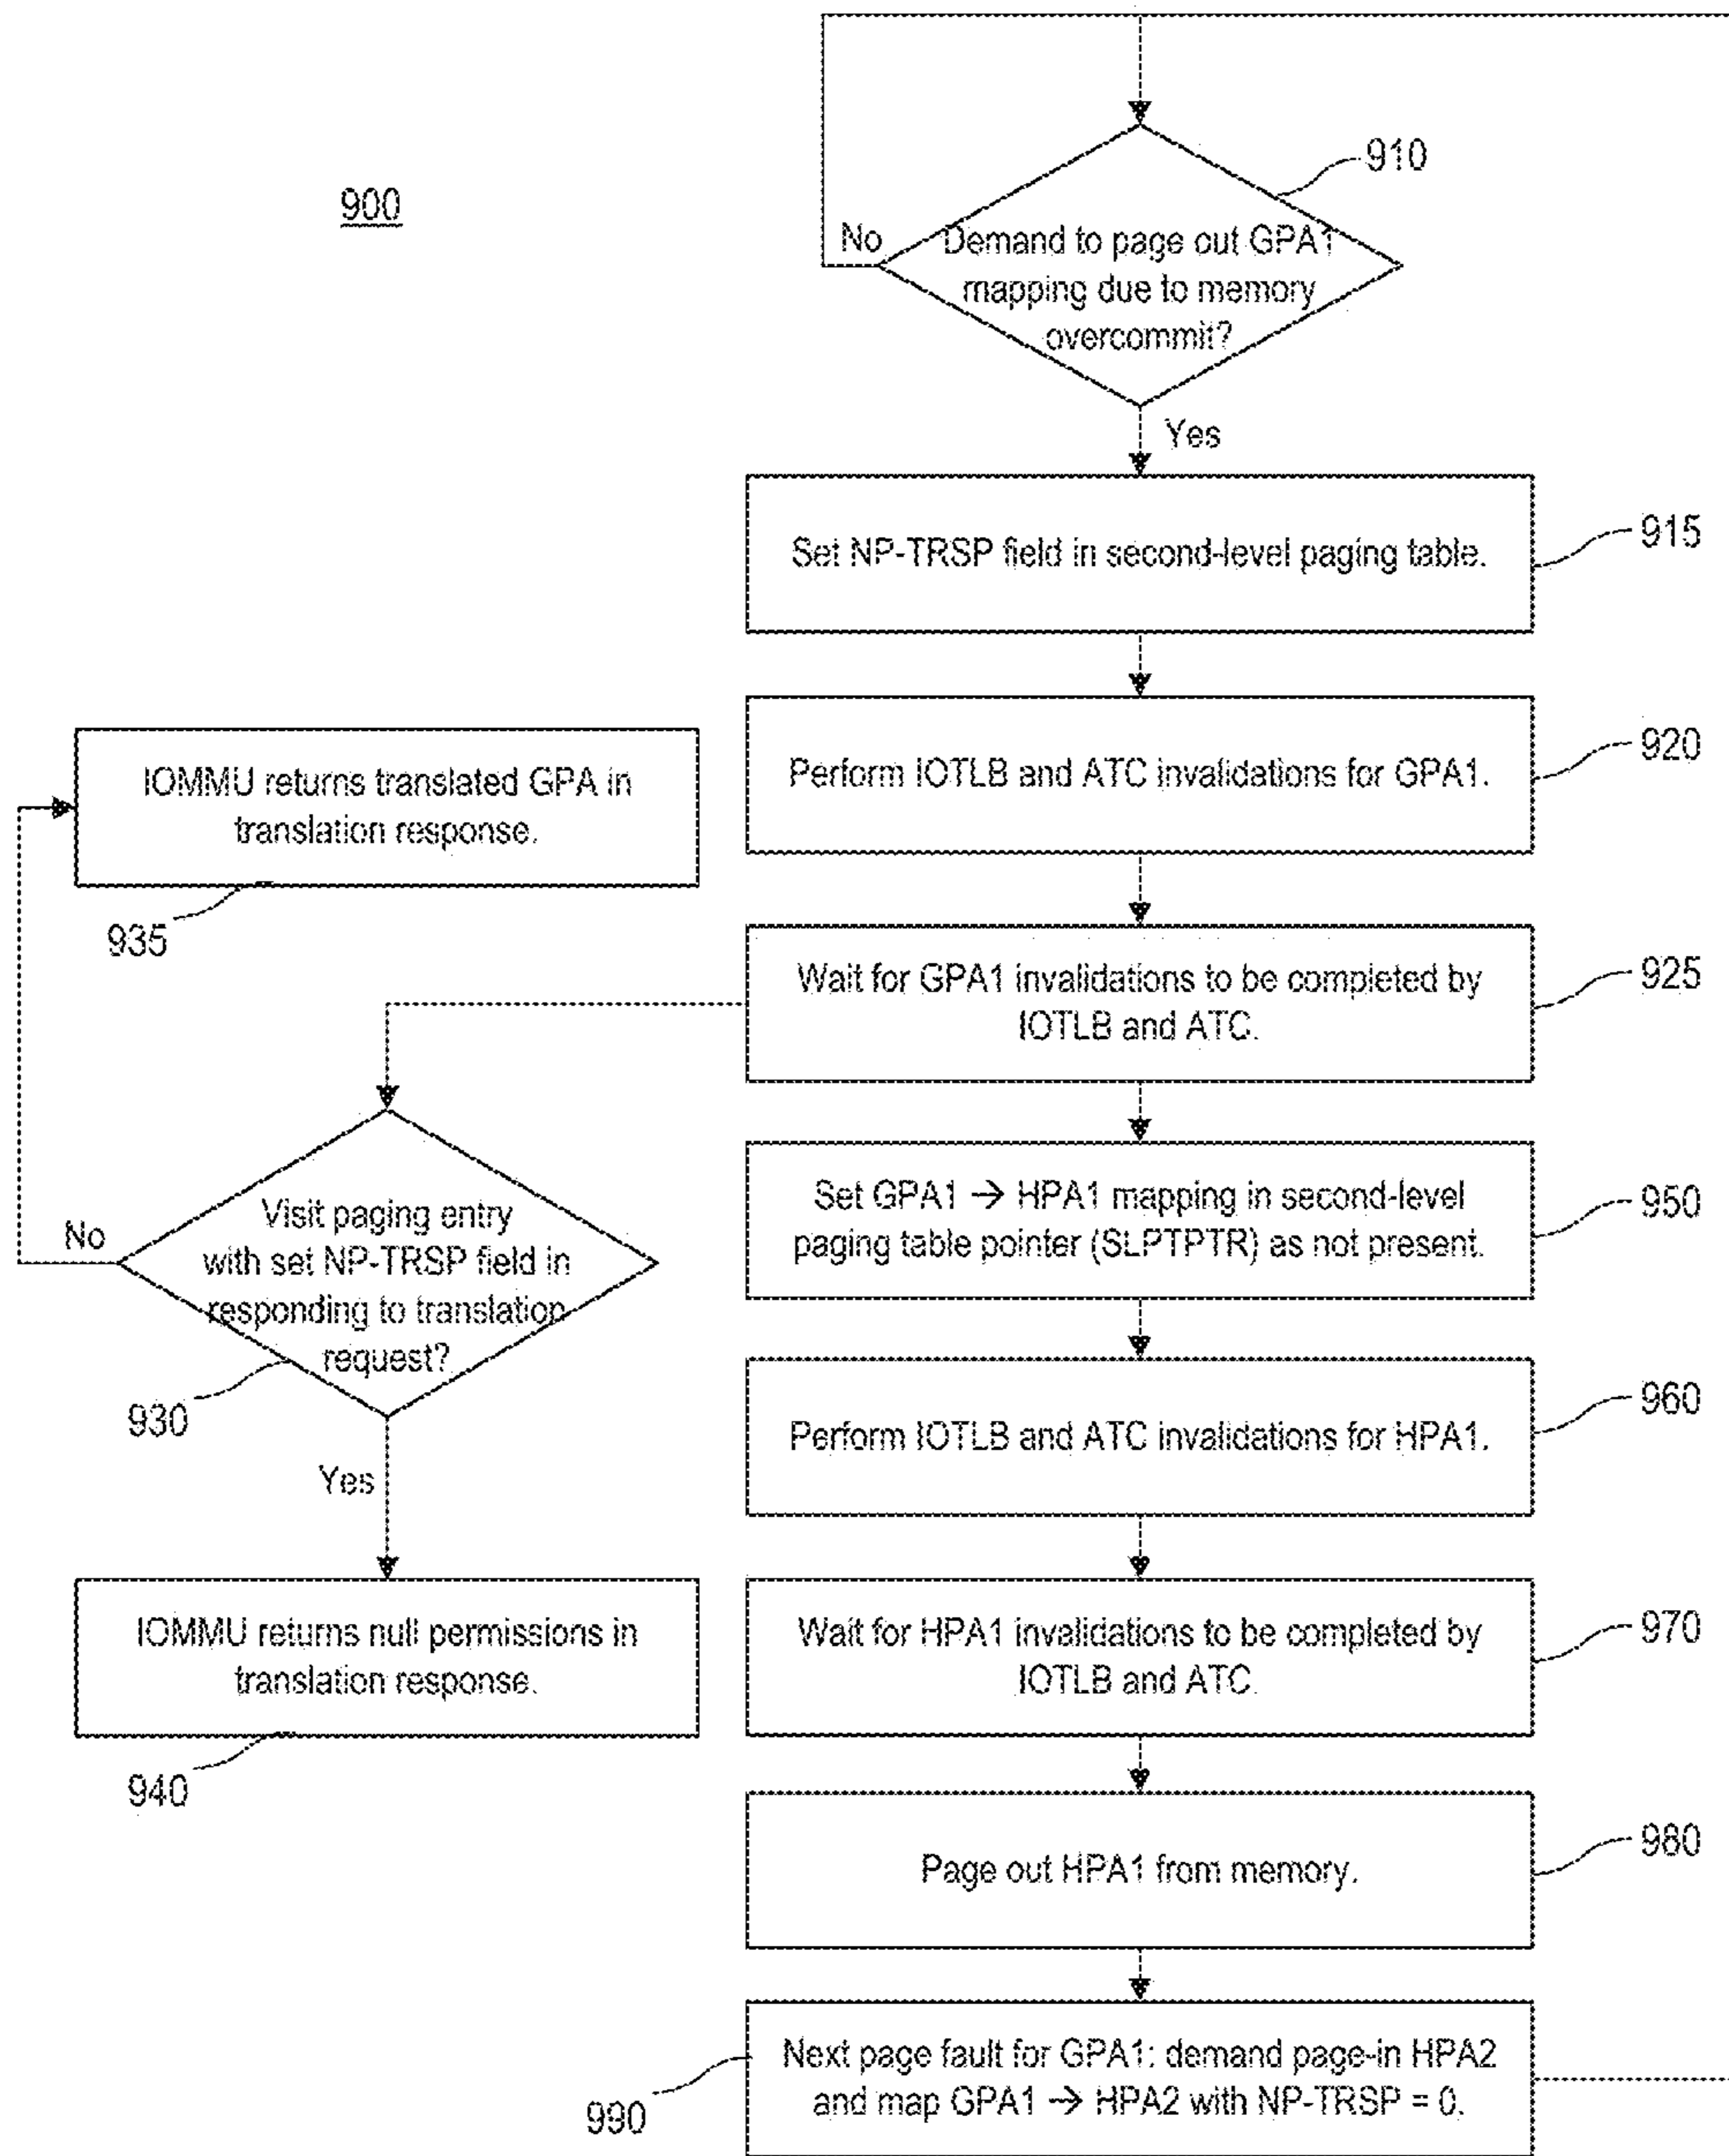 900
910
No
Demand to page out GPA1
mapping due to memory
overcommit?
Yes
Set NP-TRSP field in second-level paging table.
915
Perform IOTLB and ATC invalidations for GPA1.
920
IOMMU returns translated GPA in
translation response.
935
Wait for GPA1 invalidations to be completed by
IOTLB and ATC.
925
No
Visit paging entry
with set NP-TRSP field in
responding to translation
request?
930
Yes
Set GPA1 → HPA1 mapping in second-level
paging table pointer (SLPTPTR) as not present.
950
Perform IOTLB and ATC invalidations for HPA1.
960
IOMMU returns null permissions in
translation response.
940
Wait for HPA1 invalidations to be completed by
IOTLB and ATC.
970
Page out HPA1 from memory.
980
Next page fault for GPA1: demand page-in HPA2
and map GPA1 → HPA2 with NP-TRSP = 0.
990